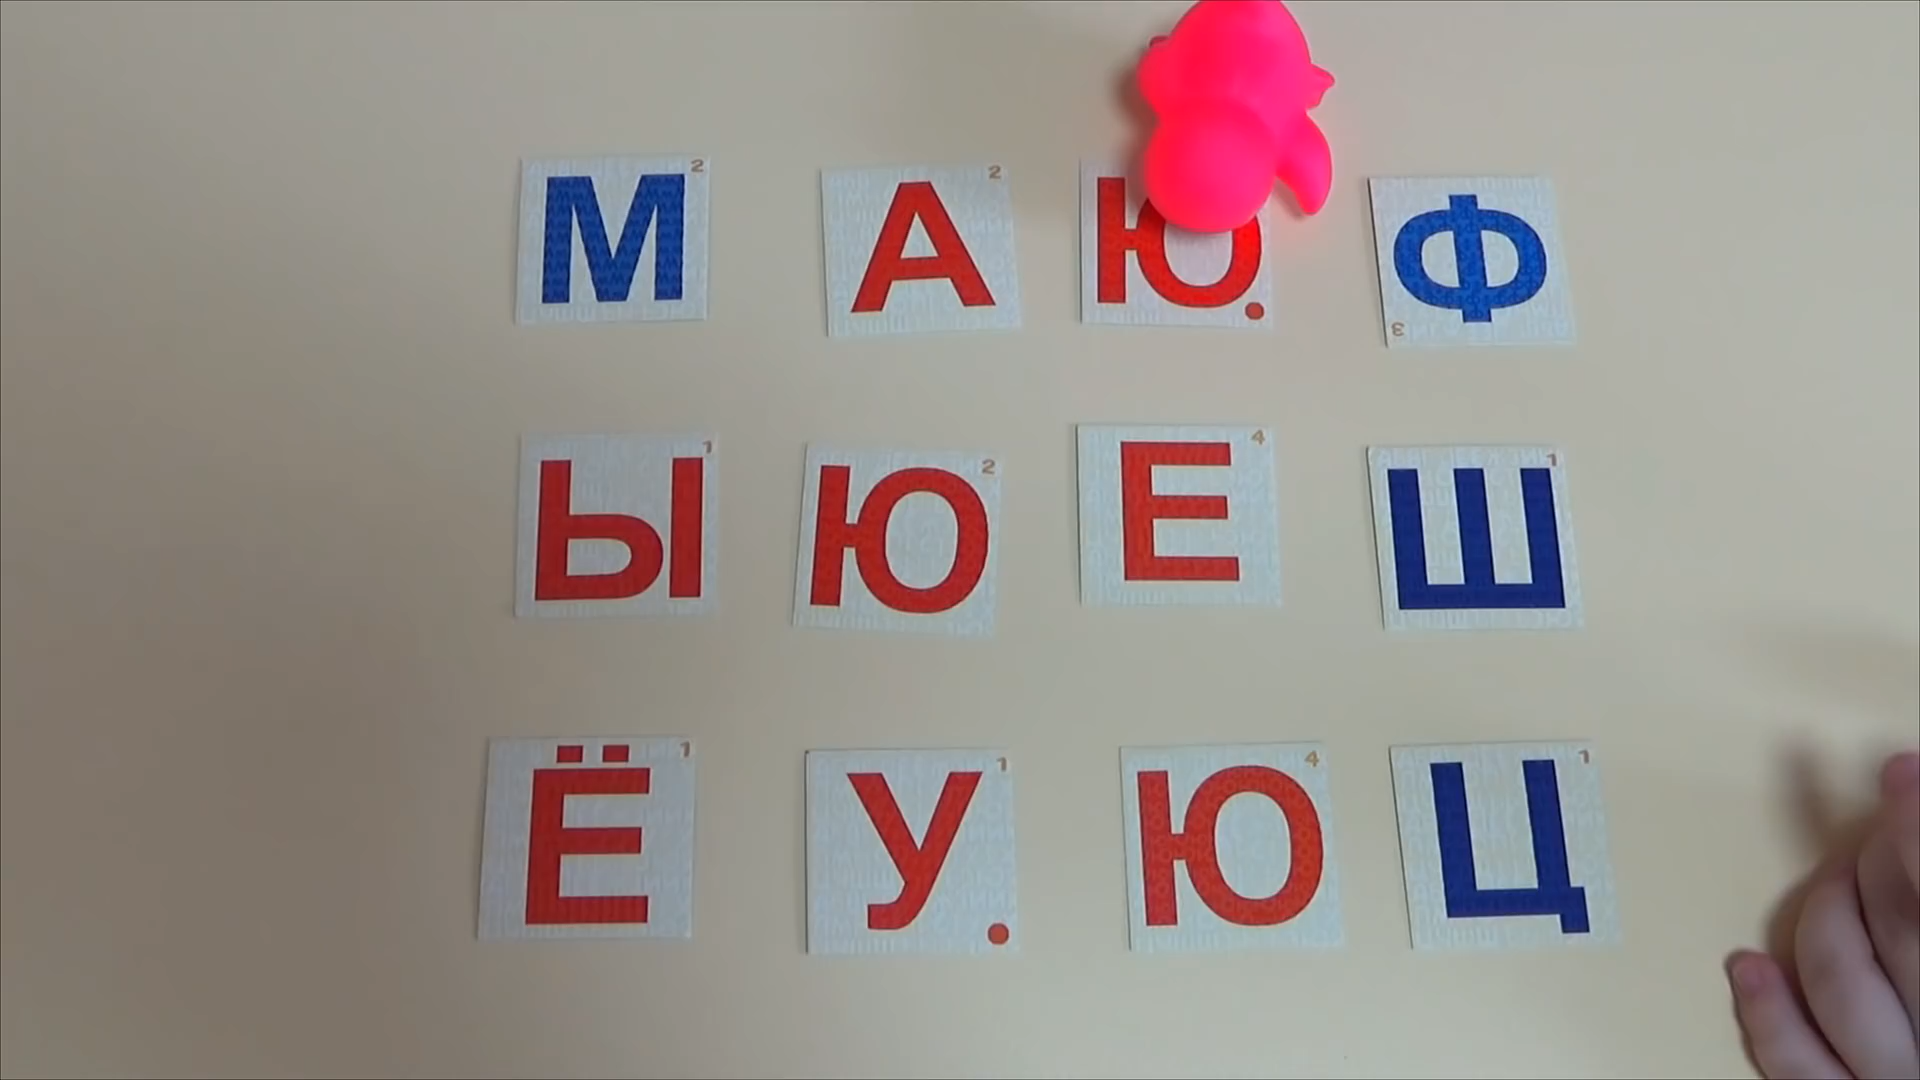 М А Ю Ф
Ы Ю Е Ш
Ё У Ю Ц